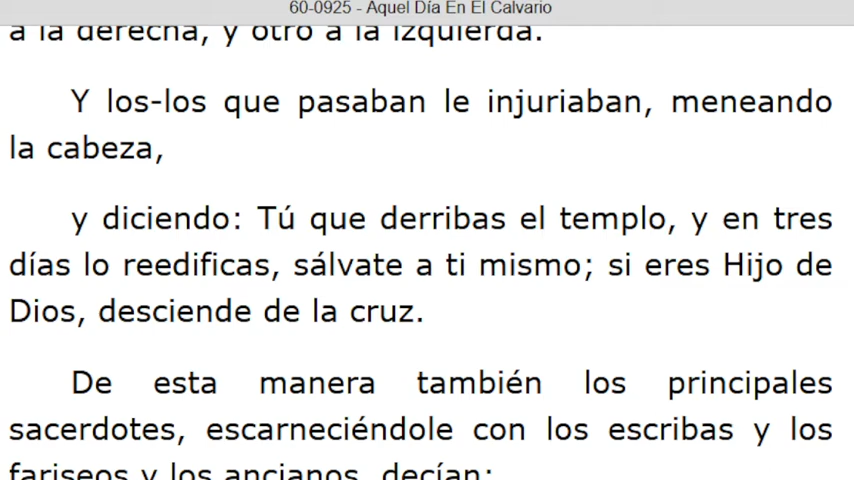 60-0925 - Aquel Día En El Calvario
a la derecha, y otro a la izquierda.
Y los-los que pasaban le injuriaban, meneando
la cabeza,
y diciendo: Tú que derribas el templo, y en tres
días lo reedificas, sálvate a ti mismo; si eres Hijo de
Dios, desciende de la cruz.
De esta manera también los principales
sacerdotes, escarneciéndole con los escribas y los
fariseos y los ancianos, decían: